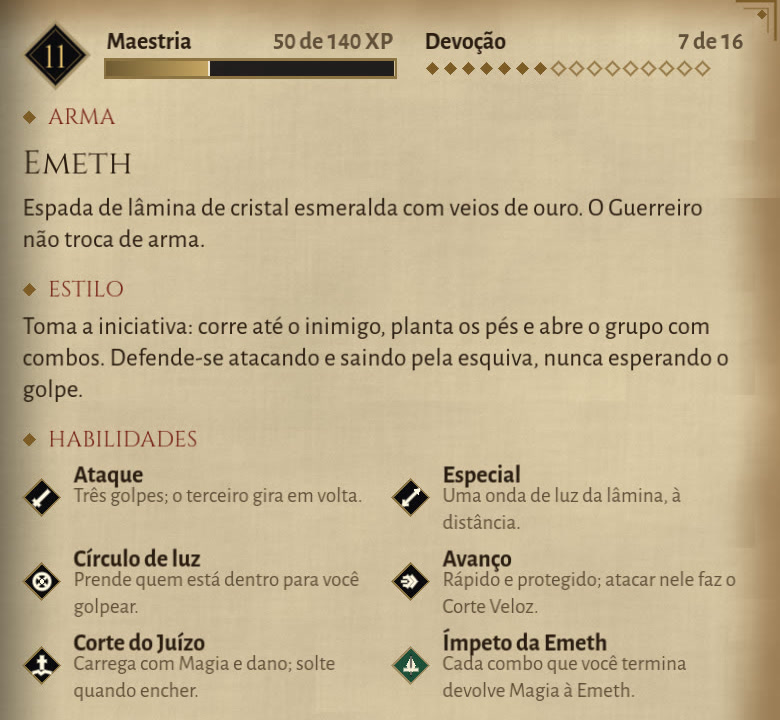 11
Maestria 50 de 140 XP
Devoção 7 de 16
ARMA
Emeth
Espada de lâmina de cristal esmeralda com veios de ouro. O Guerreiro
não troca de arma.
ESTILO
Toma a iniciativa: corre até o inimigo, planta os pés e abre o grupo com
combos. Defende-se atacando e saindo pela esquiva, nunca esperando o
golpe.
HABILIDADES
Ataque
Três golpes; o terceiro gira em volta.
Especial
Uma onda de luz da lâmina, à
distância.
Círculo de luz
Prende quem está dentro para você
golpear.
Avanço
Rápido e protegido; atacar nele faz o
Corte Veloz.
Corte do Juízo
Carrega com Magia e dano; solte
quando encher.
Ímpeto da Emeth
Cada combo que você termina
devolve Magia à Emeth.